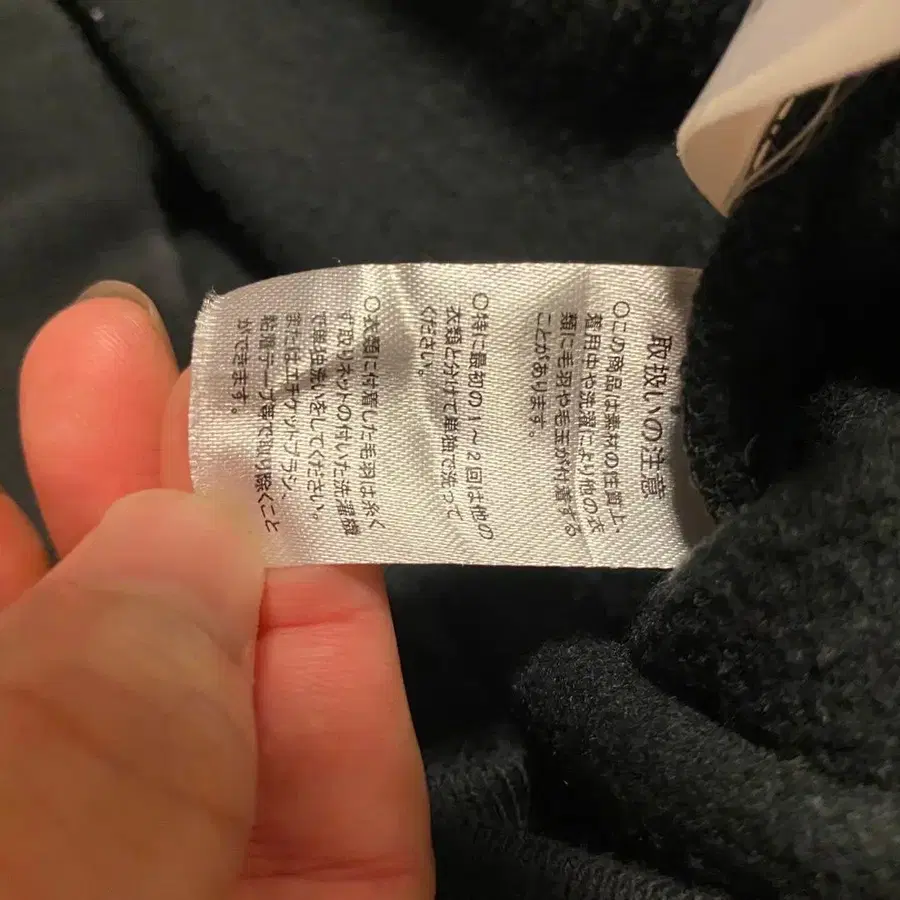 取扱いの注意
○この商品は素材の性質上、
着用中や洗濯により他の衣
類に毛羽や毛玉が付着する
ことがあります。
○特に最初の1～2回は他の
衣類と分けて単独で洗って
ください。
○衣類に付着した毛羽は糸く
ず取りネットの付いた洗濯機
で単独洗いをしてください。
またはエチケットブラシ、
粘着テープ等で取り除くこと
ができます。